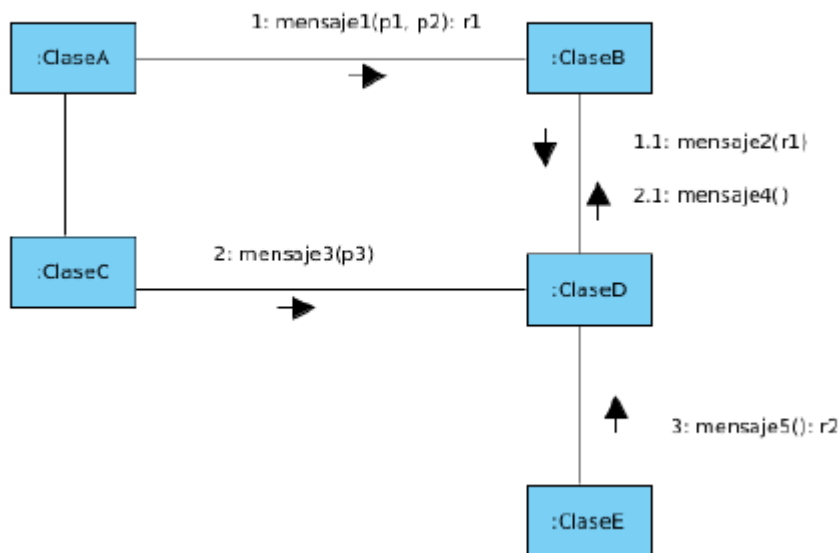 1: mensaje1(p1, p2): r1
:ClaseA
:ClaseB
1.1: mensaje2(r1)
2.1: mensaje4()
2: mensaje3(p3)
:ClaseC
:ClaseD
3: mensaje5(): r2
:ClaseE